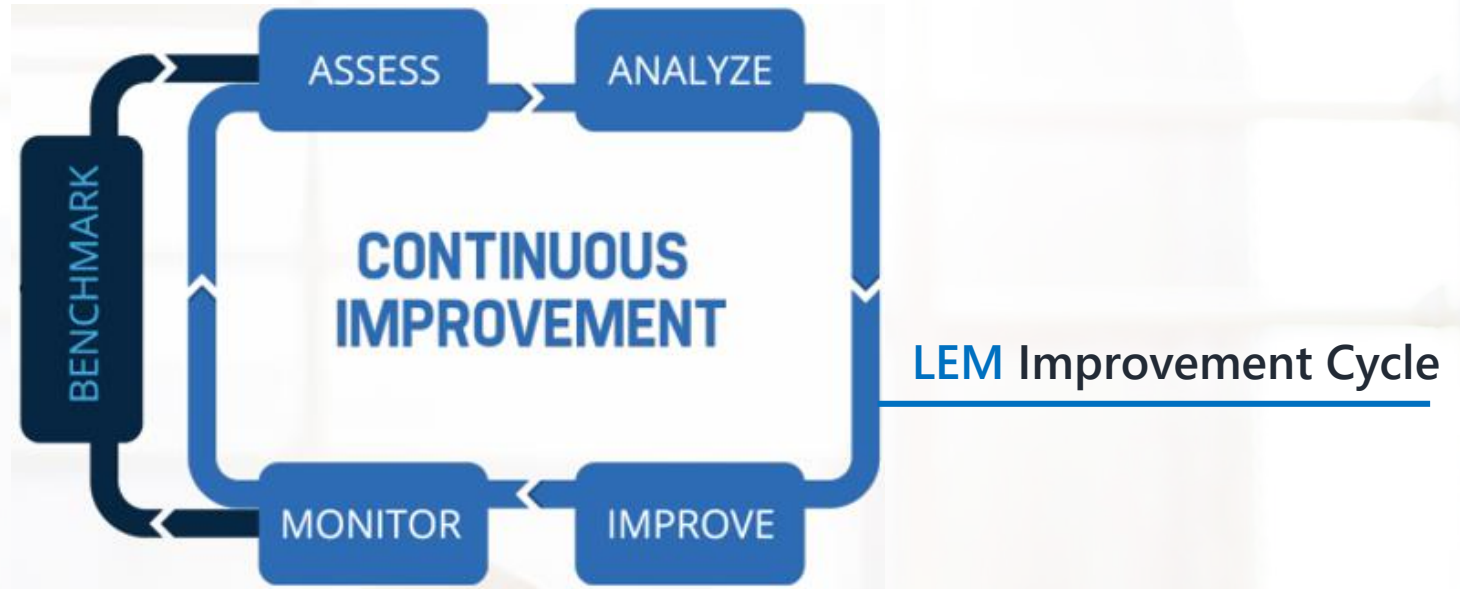 ASSESS
ANALYZE
BENCHMARK
CONTINUOUS
IMPROVEMENT
LEM Improvement Cycle
MONITOR
IMPROVE